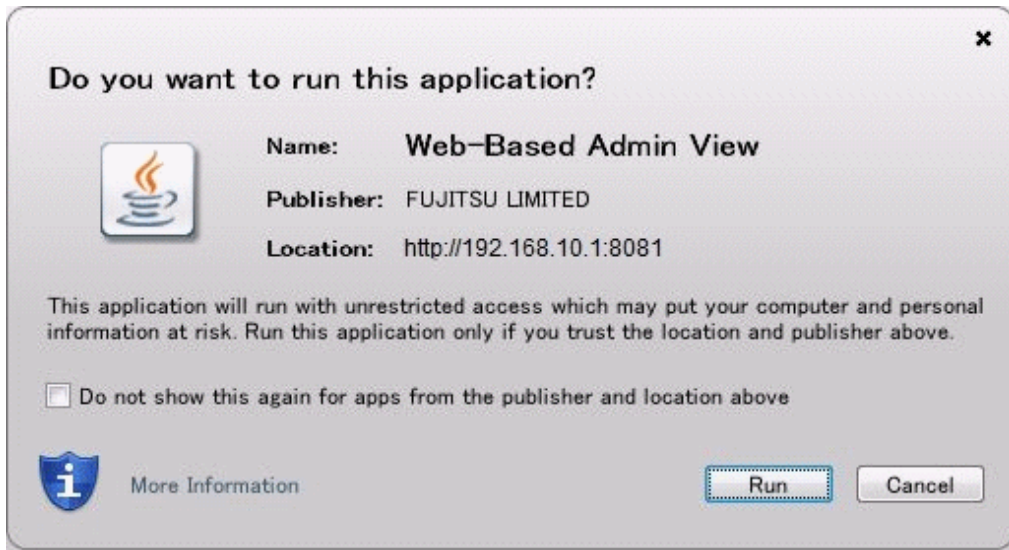 Do you want to run this application?
Name: Web-Based Admin View
Publisher: FUJITSU LIMITED
Location: http://192.168.10.1:8081
This application will run with unrestricted access which may put your computer and personal
information at risk. Run this application only if you trust the location and publisher above.
Do not show this again for apps from the publisher and location above
More Information
Run
Cancel